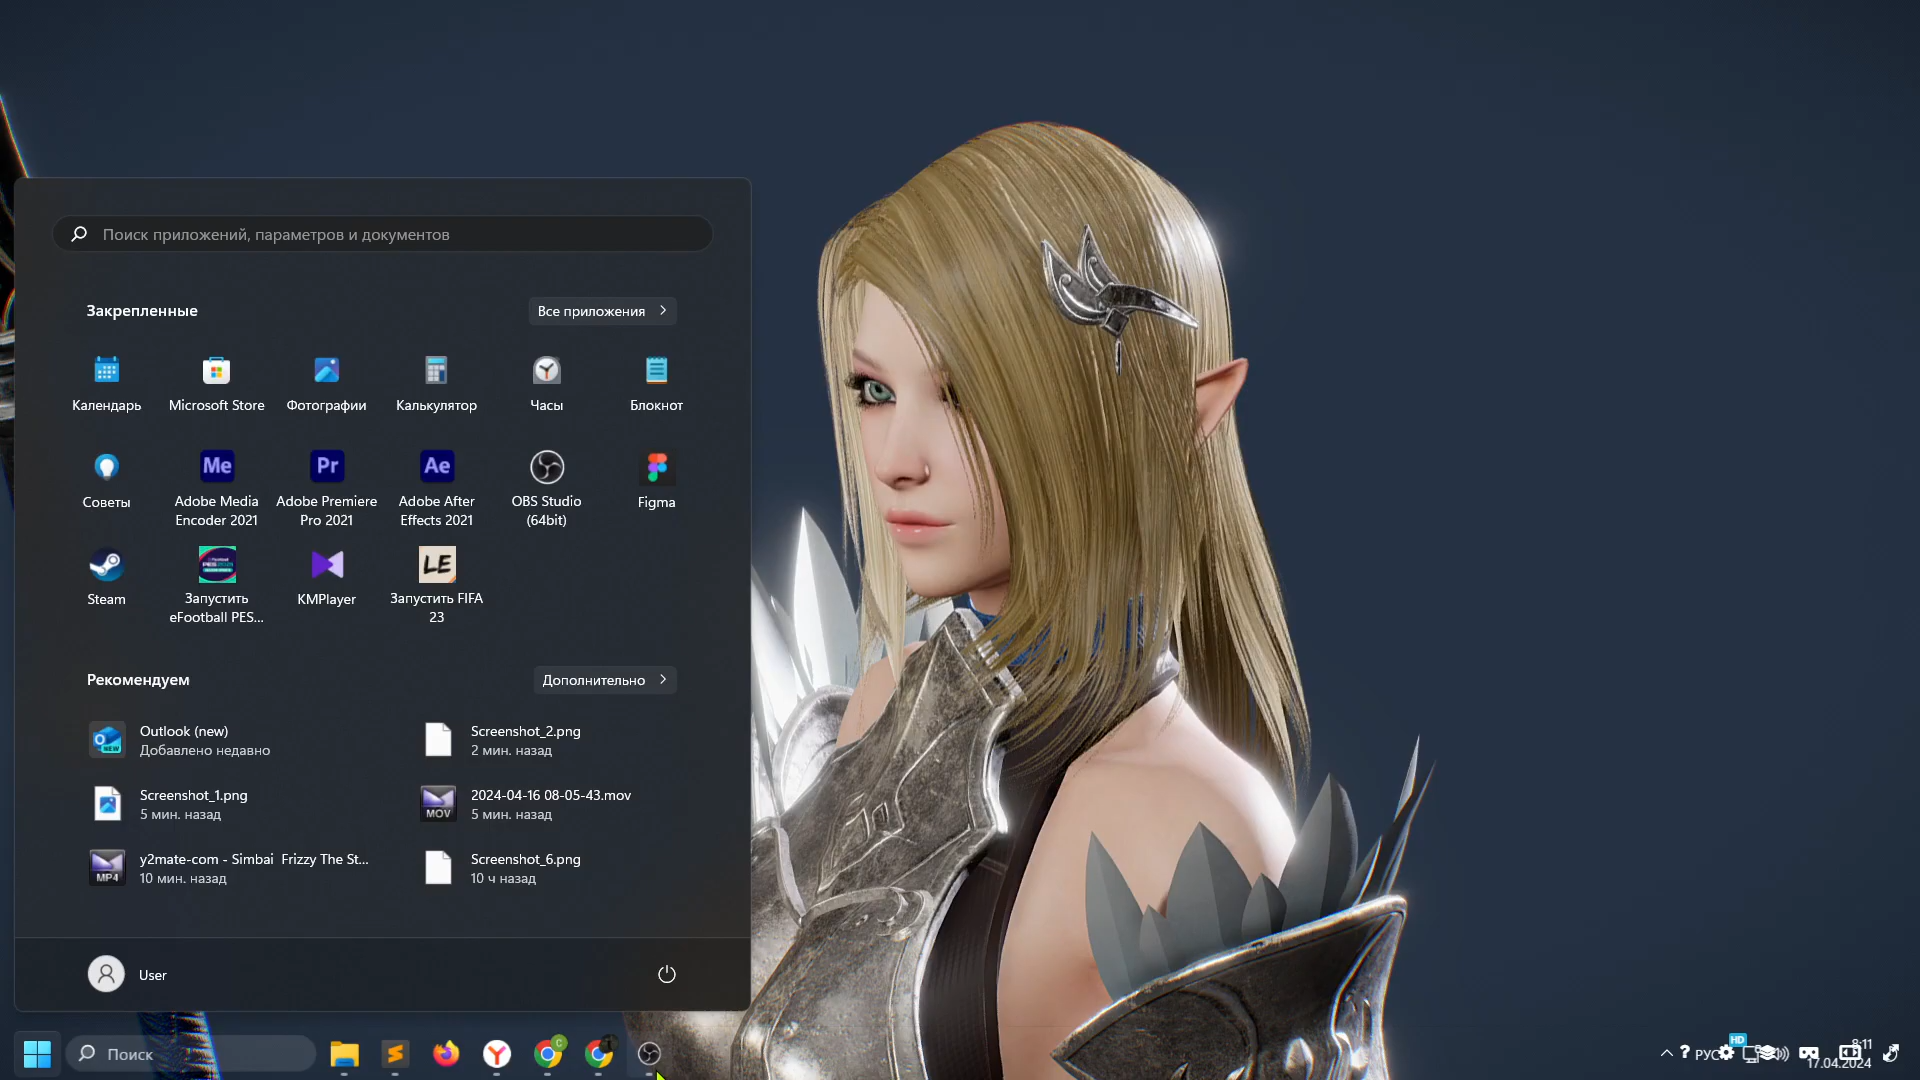 Поиск приложений, параметров и документов
Закрепленные
Все приложения
Календарь
Microsoft Store
Фотографии
Калькулятор
Часы
Блокнот
Советы
Me
Adobe Media
Encoder 2021
Pr
Adobe Premiere
Pro 2021
Ae
Adobe After
Effects 2021
OBS Studio
(64bit)
Figma
Steam
Запустить
eFootball PES...
KMPlayer
LE
Запустить FIFA
23
Рекомендуем
Дополнительно
NEW
Outlook (new)
Добавлено недавно
Screenshot_2.png
2 мин. назад
Screenshot_1.png
5 мин. назад
MOV
2024-04-16 08-05-43.mov
5 мин. назад
MP4
y2mate-com - Simbai Frizzy The St...
10 мин. назад
Screenshot_6.png
10 ч назад
User
Поиск
C
РУС
HD
8:11
17.04.2024